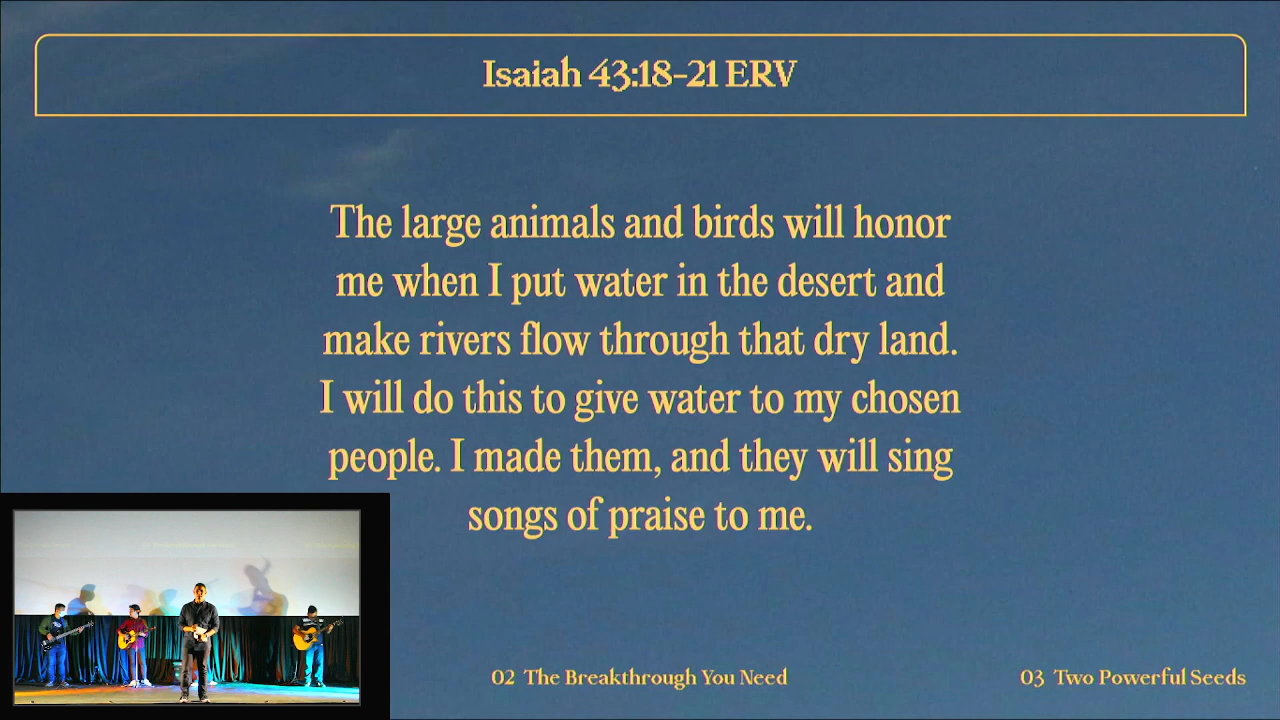 Isaiah 43:18-21 ERV
The large animals and birds will honor
me when I put water in the desert and
make rivers flow through that dry land.
I will do this to give water to my chosen
people. I made them, and they will sing
songs of praise to me.
02 The Breakthrough You Need
03 Two Powerful Seeds